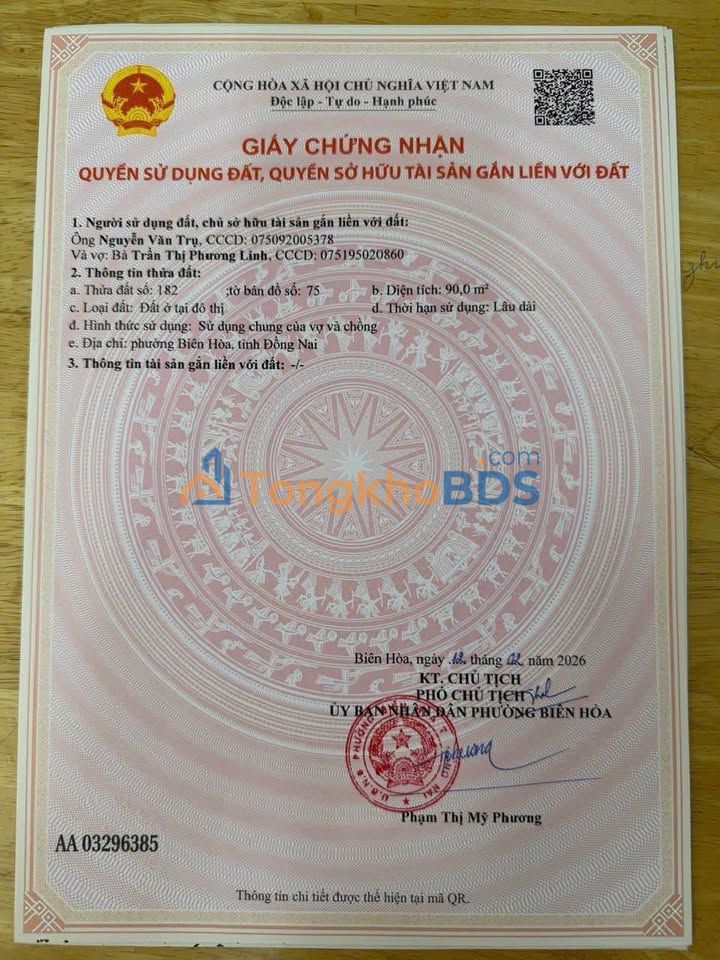 CỘNG HÒA XÃ HỘI CHỦ NGHĨA VIỆT NAM
Độc lập - Tự do - Hạnh phúc
GIẤY CHỨNG NHẬN
QUYỀN SỬ DỤNG ĐẤT, QUYỀN SỞ HỮU TÀI SẢN GẮN LIỀN VỚI ĐẤT
1. Người sử dụng đất, chủ sở hữu tài sản gắn liền với đất:
Ông Nguyễn Văn Trụ, CCCD: 075092005378
Và vợ: Bà Trần Thị Phương Linh, CCCD: 075195020860
2. Thông tin thửa đất:
a. Thửa đất số: 182 ;tờ bản đồ số: 75 b. Diện tích: 90,0 m²
c. Loại đất: Đất ở tại đô thị d. Thời hạn sử dụng: Lâu dài
đ. Hình thức sử dụng: Sử dụng chung của vợ và chồng
e. Địa chỉ: phường Biên Hòa, tỉnh Đồng Nai
3. Thông tin tài sản gắn liền với đất: -/-
TongkhoBDS.com
Biên Hòa, ngày 12 tháng 02 năm 2026
KT. CHỦ TỊCH
PHÓ CHỦ TỊCH
ỦY BAN NHÂN DÂN PHƯỜNG BIÊN HÒA
Phạm Thị Mỹ Phương
AA 03296385
Thông tin chi tiết được thể hiện tại mã QR.